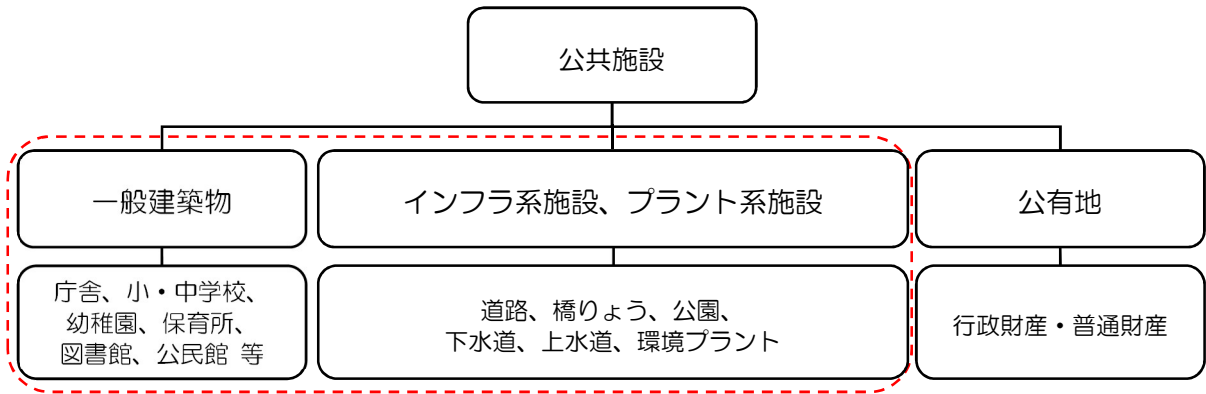 公共施設
一般建築物
インフラ系施設、プラント系施設
公有地
庁舎、小・中学校、
幼稚園、保育所、
図書館、公民館 等
道路、橋りょう、公園、
下水道、上水道、環境プラント
行政財産・普通財産